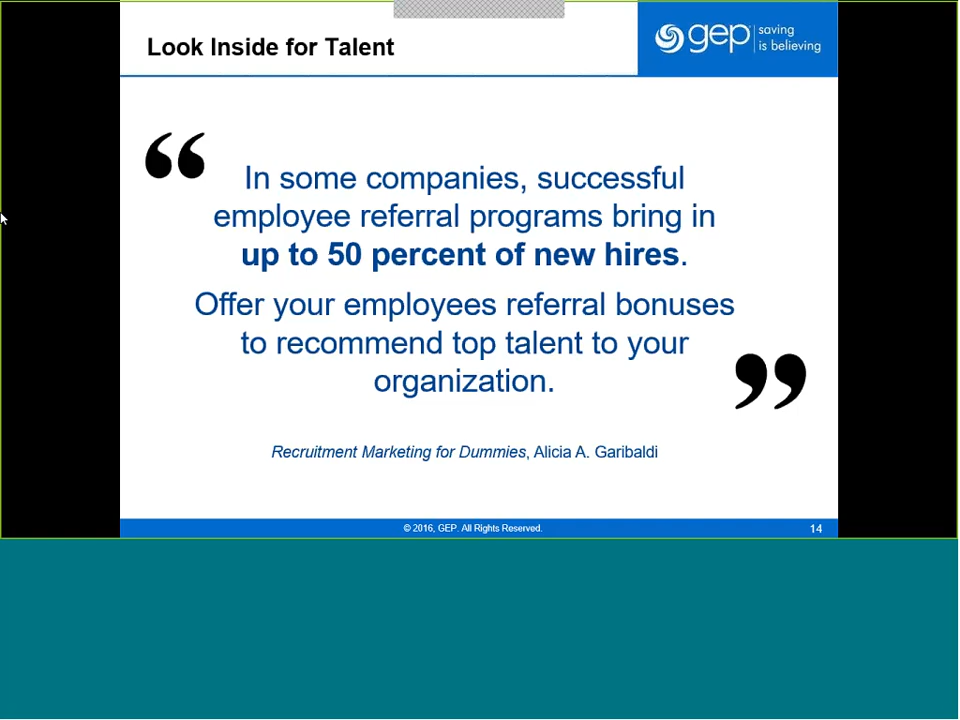 Look Inside for Talent
gep
saving
is believing
“
In some companies, successful
employee referral programs bring in
up to 50 percent of new hires.
Offer your employees referral bonuses
to recommend top talent to your
organization.
”
Recruitment Marketing for Dummies, Alicia A. Garibaldi
© 2016, GEP. All Rights Reserved.
14